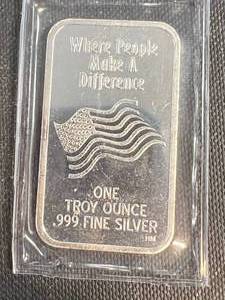 Where People
Make A
Difference
ONE
TROY OUNCE
.999 FINE SILVER